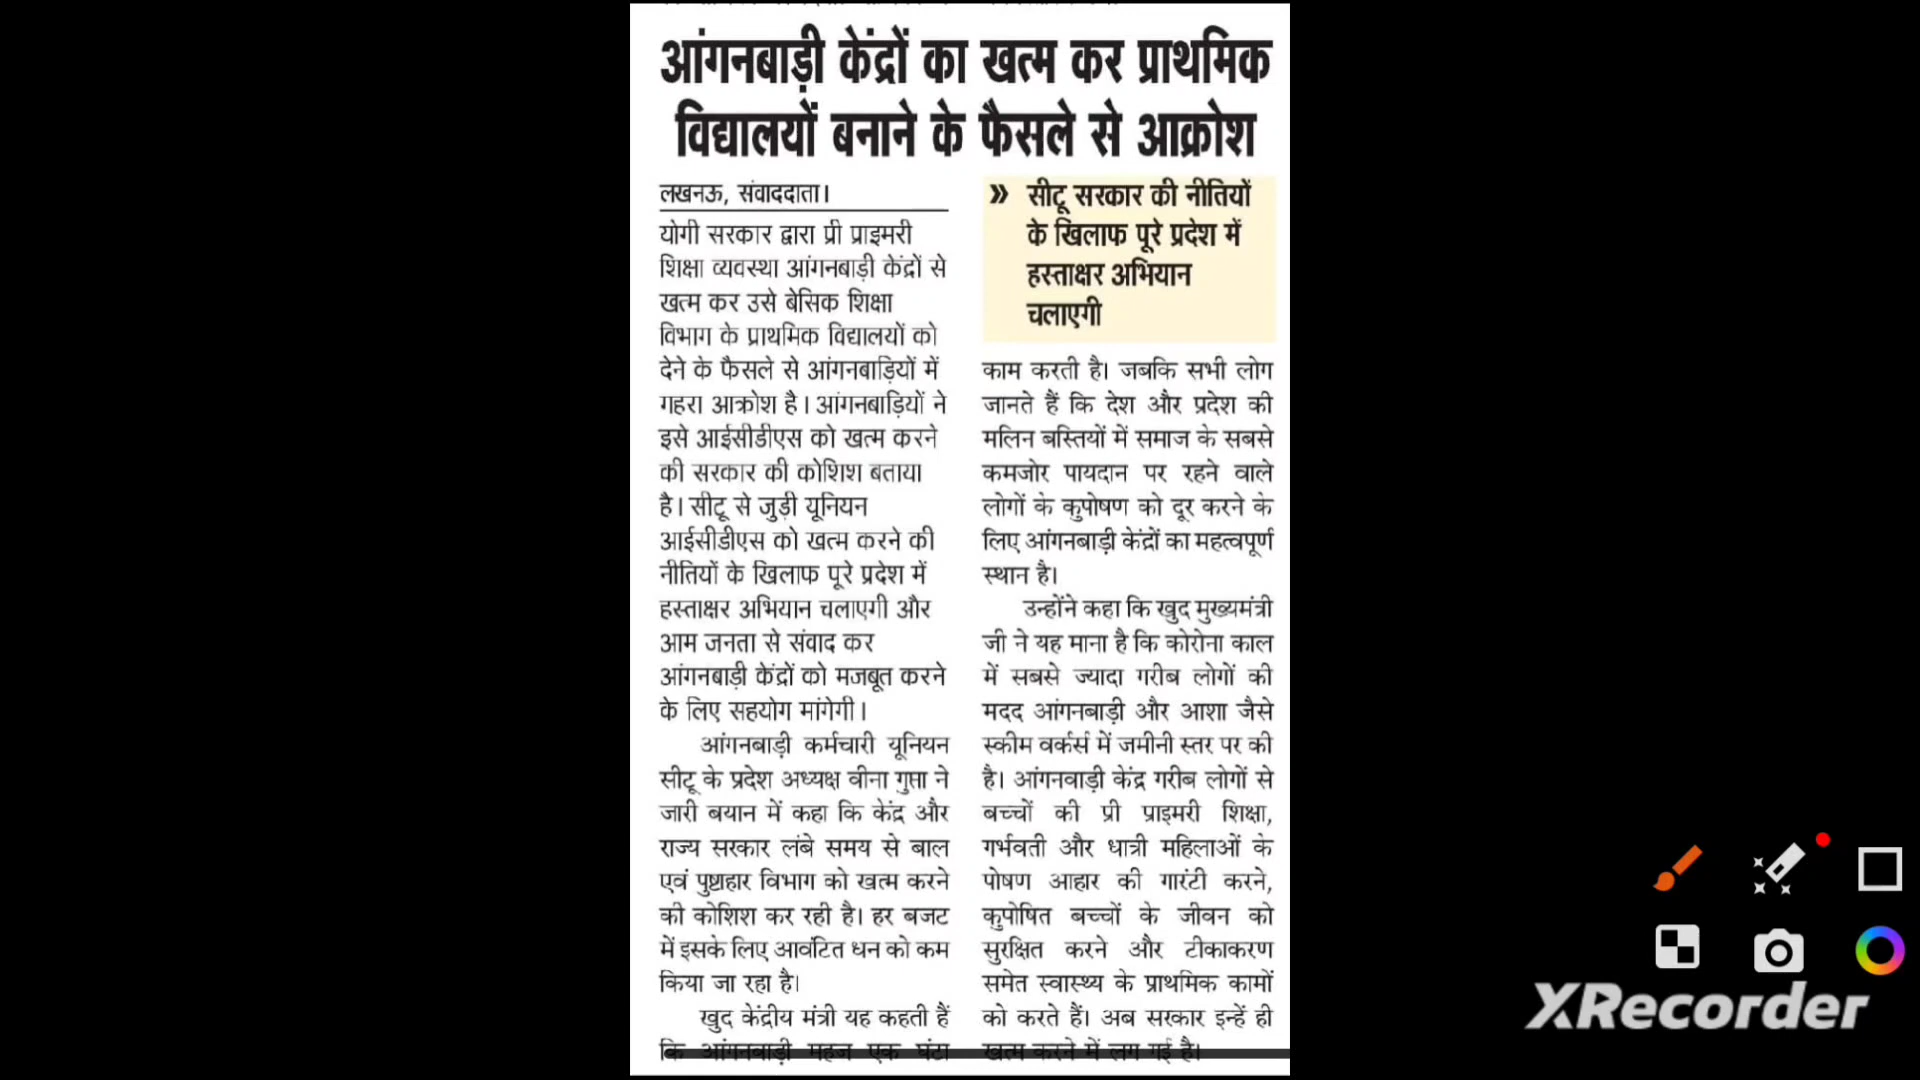 आंगनबाड़ी केंद्रों का खत्म कर प्राथमिक
विद्यालयों बनाने के फैसले से आक्रोश
लखनऊ, संवाददाता।
योगी सरकार द्वारा प्री प्राइमरी
शिक्षा व्यवस्था आंगनबाड़ी केंद्रों से
खत्म कर उसे बेसिक शिक्षा
विभाग के प्राथमिक विद्यालयों को
देने के फैसले से आंगनबाड़ियों में
गहरा आक्रोश है। आंगनबाड़ियों ने
इसे आईसीडीएस को खत्म करने
की सरकार की कोशिश बताया
है। सीटू से जुड़ी यूनियन
आईसीडीएस को खत्म करने की
नीतियों के खिलाफ पूरे प्रदेश में
हस्ताक्षर अभियान चलाएगी और
आम जनता से संवाद कर
आंगनबाड़ी केंद्रों को मजबूत करने
के लिए सहयोग मांगेगी।
आंगनबाड़ी कर्मचारी यूनियन
सीटू के प्रदेश अध्यक्ष वीना गुप्ता ने
जारी बयान में कहा कि केंद्र और
राज्य सरकार लंबे समय से बाल
एवं पुष्टाहार विभाग को खत्म करने
की कोशिश कर रही है। हर बजट
में इसके लिए आवंटित धन को कम
किया जा रहा है।
खुद केंद्रीय मंत्री यह कहती हैं
कि आंगनबाड़ी महज एक घंटा
» सीटू सरकार की नीतियों
के खिलाफ पूरे प्रदेश में
हस्ताक्षर अभियान
चलाएगी
काम करती है। जबकि सभी लोग
जानते हैं कि देश और प्रदेश की
मलिन बस्तियों में समाज के सबसे
कमजोर पायदान पर रहने वाले
लोगों के कुपोषण को दूर करने के
लिए आंगनबाड़ी केंद्रों का महत्वपूर्ण
स्थान है।
उन्होंने कहा कि खुद मुख्यमंत्री
जी ने यह माना है कि कोरोना काल
में सबसे ज्यादा गरीब लोगों की
मदद आंगनबाड़ी और आशा जैसे
स्कीम वर्कर्स में जमीनी स्तर पर की
है। आंगनवाड़ी केंद्र गरीब लोगों से
बच्चों की प्री प्राइमरी शिक्षा,
गर्भवती और धात्री महिलाओं के
पोषण आहार की गारंटी करने,
कुपोषित बच्चों के जीवन को
सुरक्षित करने और टीकाकरण
समेत स्वास्थ्य के प्राथमिक कामों
को करते हैं। अब सरकार इन्हें ही
खत्म करने में लग गई है।
XRecorder